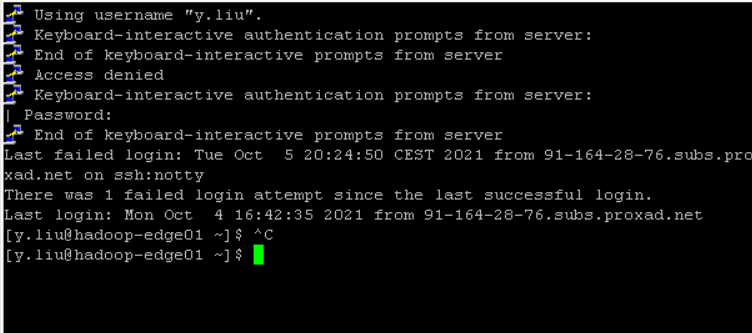 Using username "y.liu".
Keyboard-interactive authentication prompts from server:
End of keyboard-interactive prompts from server
Access denied
Keyboard-interactive authentication prompts from server:
| Password:
End of keyboard-interactive prompts from server
Last failed login: Tue Oct  5 20:24:50 CEST 2021 from 91-164-28-76.subs.pro
xad.net on ssh:notty
There was 1 failed login attempt since the last successful login.
Last login: Mon Oct  4 16:42:35 2021 from 91-164-28-76.subs.proxad.net
[y.liu@hadoop-edge01 ~]$ ^C
[y.liu@hadoop-edge01 ~]$